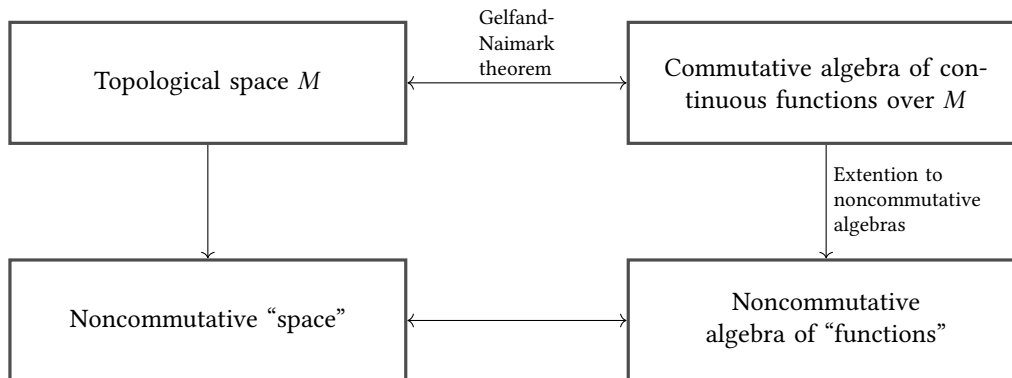 Gelfand-
Naimark
theorem
Topological space M
Commutative algebra of con-
tinuous functions over M
Extention to
noncommutative
algebras
Noncommutative “space”
Noncommutative
algebra of “functions”